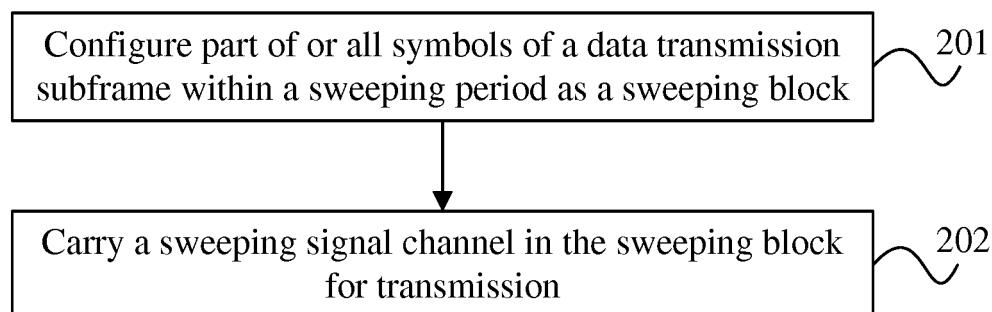 Configure part of or all symbols of a data transmission
subframe within a sweeping period as a sweeping block
201
Carry a sweeping signal channel in the sweeping block
for transmission
202